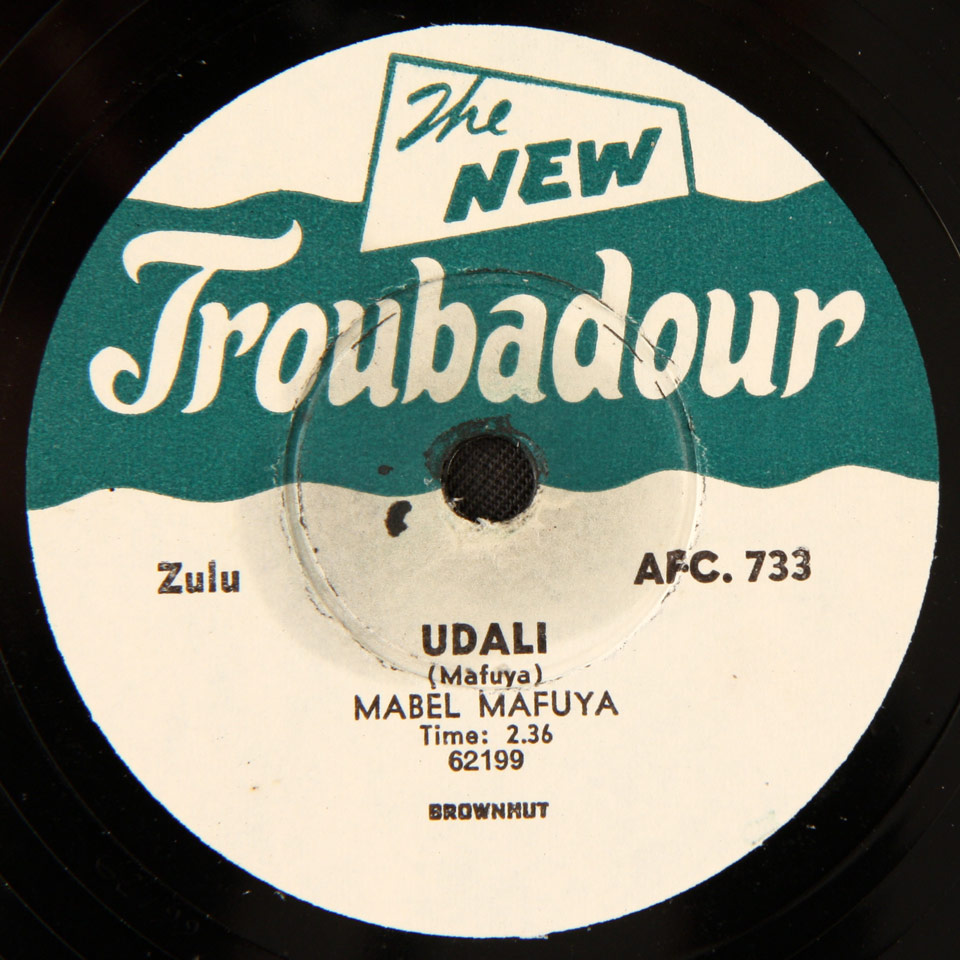 The
NEW
Troubadour
Zulu
AFC. 733
UDALI
(Mafuya)
MABEL MAFUYA
Time: 2.36
62199
BROWNHUT